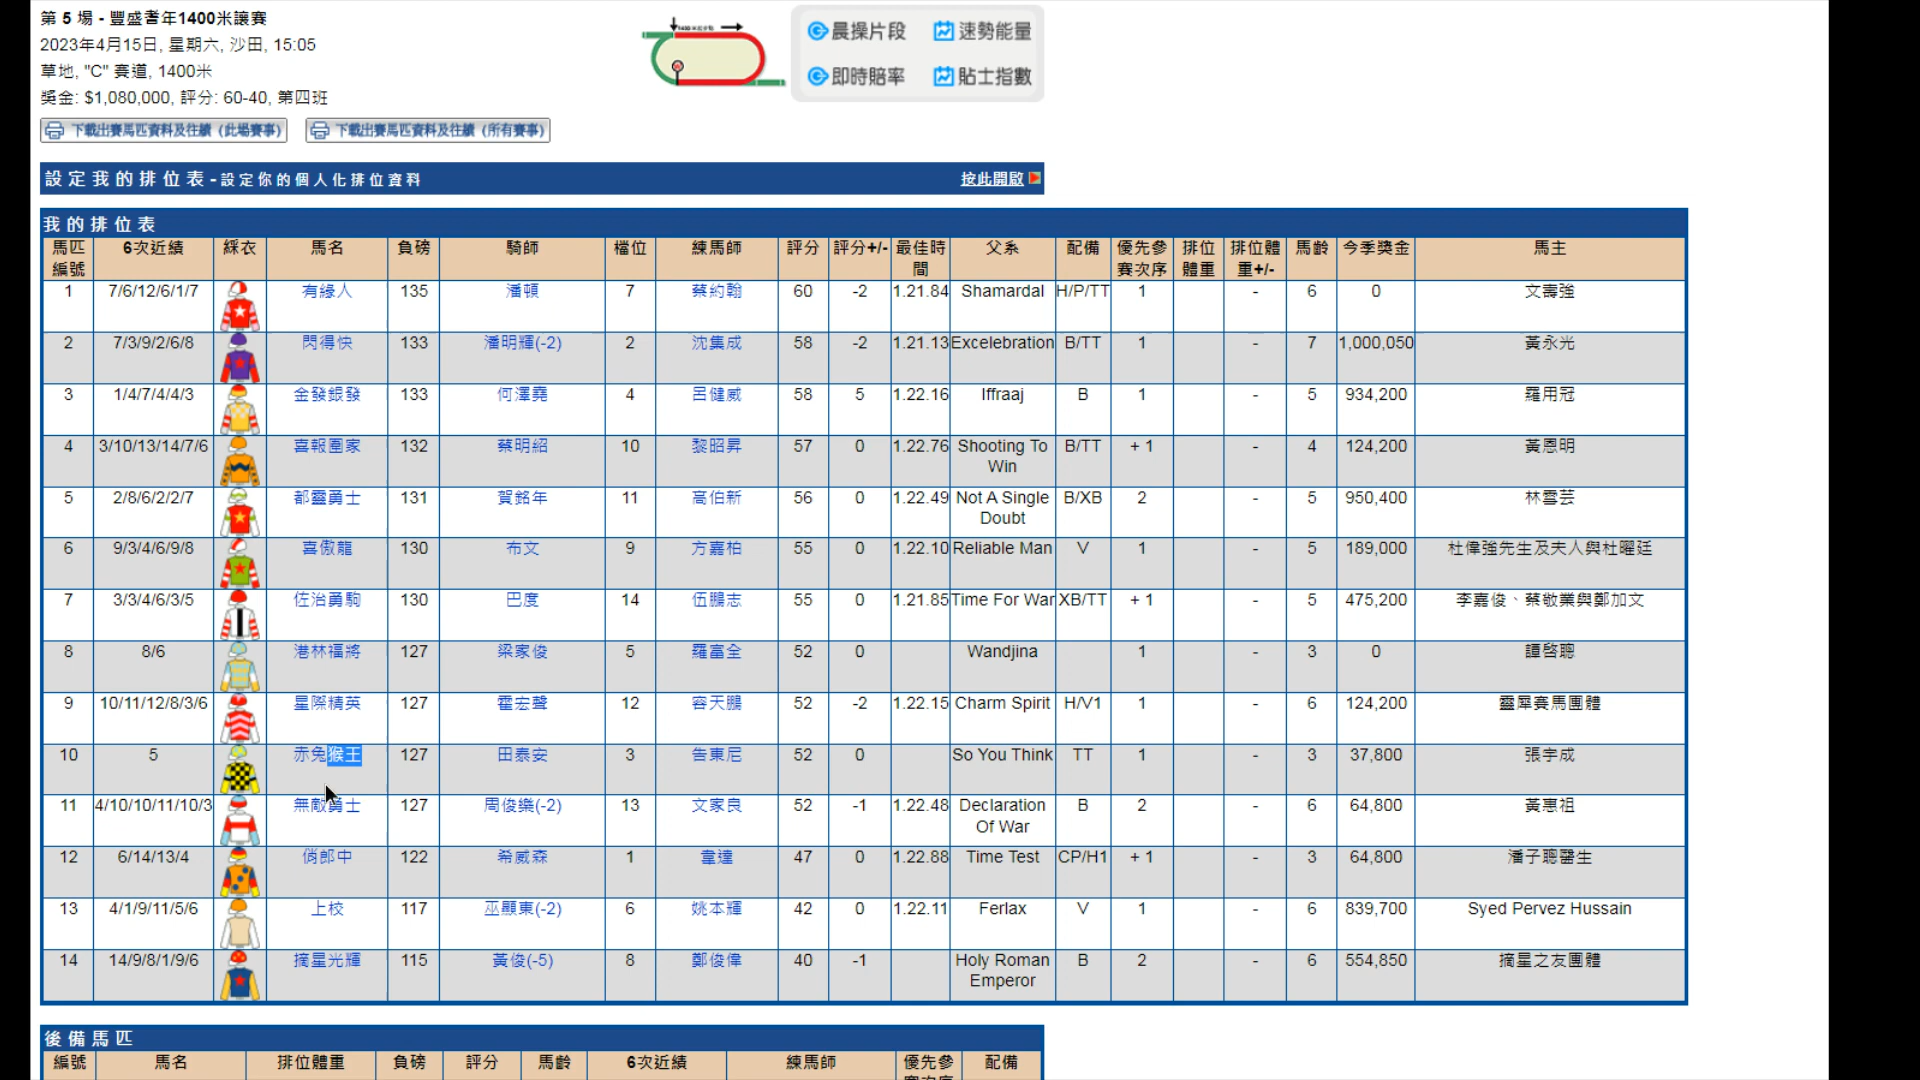 第 5 場 - 豐盛耆年1400米讓賽
2023年4月15日, 星期六, 沙田, 15:05
草地, "C" 賽道, 1400米
獎金: $1,080,000, 評分: 60-40, 第四班
晨操片段 速勢能量
即時賠率 貼士指數
下載出賽馬匹資料及往績 (此場賽事) 下載出賽馬匹資料及往績 (所有賽事)
設定我的排位表-設定你的個人化排位資料 按此開啟
我的排位表
馬匹編號 6次近績 綵衣 馬名 負磅 騎師 檔位 練馬師 評分 評分+/- 最佳時間 父系 配備 優先參賽次序 排位體重 排位體重+/- 馬齡 今季獎金 馬主
1 7/6/12/6/1/7 有緣人 135 潘頓 7 蔡約翰 60 -2 1.21.84 Shamardal H/P/TT 1 - 6 0 文壽強
2 7/3/9/2/6/8 閃得快 133 潘明輝(-2) 2 沈集成 58 -2 1.21.13 Excelebration B/TT 1 - 7 1,000,050 黃永光
3 1/4/7/4/4/3 金發銀發 133 何澤堯 4 呂健威 58 5 1.22.16 Iffraaj B 1 - 5 934,200 羅用冠
4 3/10/13/14/7/6 喜報團家 132 蔡明紹 10 黎昭昇 57 0 1.22.76 Shooting To Win B/TT + 1 - 4 124,200 黃恩明
5 2/8/6/2/2/7 都靈勇士 131 賀銘年 11 高伯新 56 0 1.22.49 Not A Single Doubt B/XB 2 - 5 950,400 林雪芸
6 9/3/4/6/9/8 喜傲龍 130 布文 9 方嘉柏 55 0 1.22.10 Reliable Man V 1 - 5 189,000 杜偉強先生及夫人與杜曜廷
7 3/3/4/6/3/5 佐治勇駒 130 巴度 14 伍鵬志 55 0 1.21.85 Time For War XB/TT + 1 - 5 475,200 李嘉俊、蔡敬業與鄭加文
8 8/6 港林福將 127 梁家俊 5 羅富全 52 0 Wandjina 1 - 3 0 譚啓聰
9 10/11/12/8/3/6 星際精英 127 霍宏聲 12 容天鵬 52 -2 1.22.15 Charm Spirit H/V1 1 - 6 124,200 靈犀賽馬團體
10 5 赤兔猴王 127 田泰安 3 告東尼 52 0 So You Think TT 1 - 3 37,800 張宇成
11 4/10/10/11/10/3 無敵勇士 127 周俊樂(-2) 13 文家良 52 -1 1.22.48 Declaration Of War B 2 - 6 64,800 黃惠祖
12 6/14/13/4 俏郎中 122 希威森 1 韋達 47 0 1.22.88 Time Test CP/H1 + 1 - 3 64,800 潘子聰醫生
13 4/1/9/11/5/6 上校 117 巫顯東(-2) 6 姚本輝 42 0 1.22.11 Ferlax V 1 - 6 839,700 Syed Pervez Hussain
14 14/9/8/1/9/6 摘星光輝 115 黃俊(-5) 8 鄭俊偉 40 -1 Holy Roman Emperor B 2 - 6 554,850 摘星之友團體
後備馬匹
編號 馬名 排位體重 負磅 評分 馬齡 6次近績 練馬師 優先參 配備